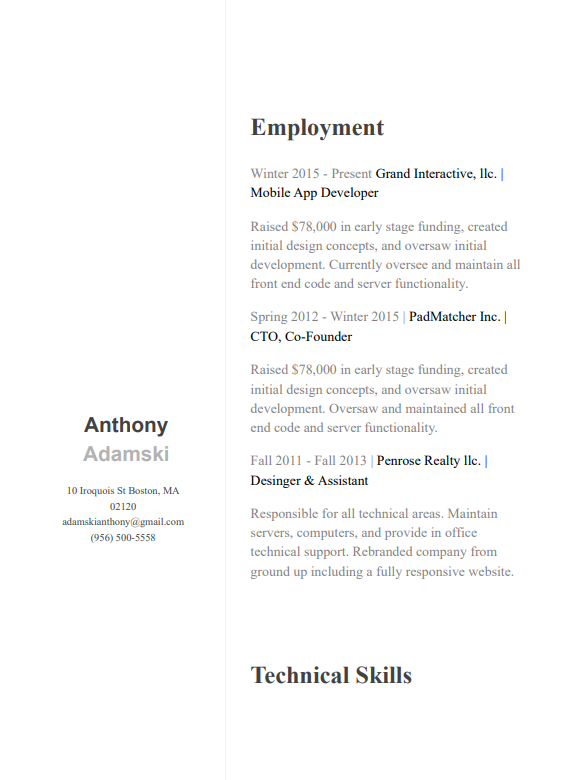 Employment
Winter 2015 - Present Grand Interactive, llc. |
Mobile App Developer
Raised $78,000 in early stage funding, created
initial design concepts, and oversaw initial
development. Currently oversee and maintain all
front end code and server functionality.
Spring 2012 - Winter 2015 | PadMatcher Inc. |
CTO, Co-Founder
Raised $78,000 in early stage funding, created
initial design concepts, and oversaw initial
development. Oversaw and maintained all front
end code and server functionality.
Fall 2011 - Fall 2013 | Penrose Realty llc. |
Desinger & Assistant
Responsible for all technical areas. Maintain
servers, computers, and provide in office
technical support. Rebranded company from
ground up including a fully responsive website.
Technical Skills
Anthony
Adamski
10 Iroquois St Boston, MA
02120
adamskianthony@gmail.com
(956) 500-5558